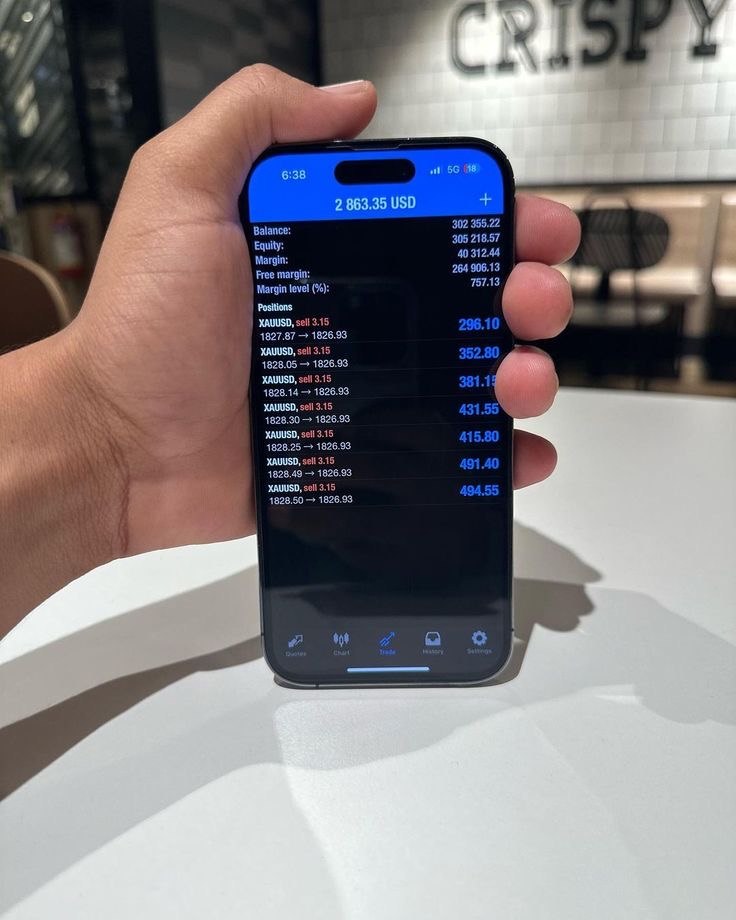 CRISPY
6:38 5G 18
2 863.35 USD +
Balance: 302 355.22
Equity: 305 218.57
Margin: 40 312.44
Free margin: 264 906.13
Margin level (%): 757.13
Positions
XAUUSD, sell 3.15 296.10
1827.87 → 1826.93
XAUUSD, sell 3.15 352.80
1828.05 → 1826.93
XAUUSD, sell 3.15 381.15
1828.14 → 1826.93
XAUUSD, sell 3.15 431.55
1828.30 → 1826.93
XAUUSD, sell 3.15 415.80
1828.25 → 1826.93
XAUUSD, sell 3.15 491.40
1828.49 → 1826.93
XAUUSD, sell 3.15 494.55
1828.50 → 1826.93
Quotes Chart Trade History Settings